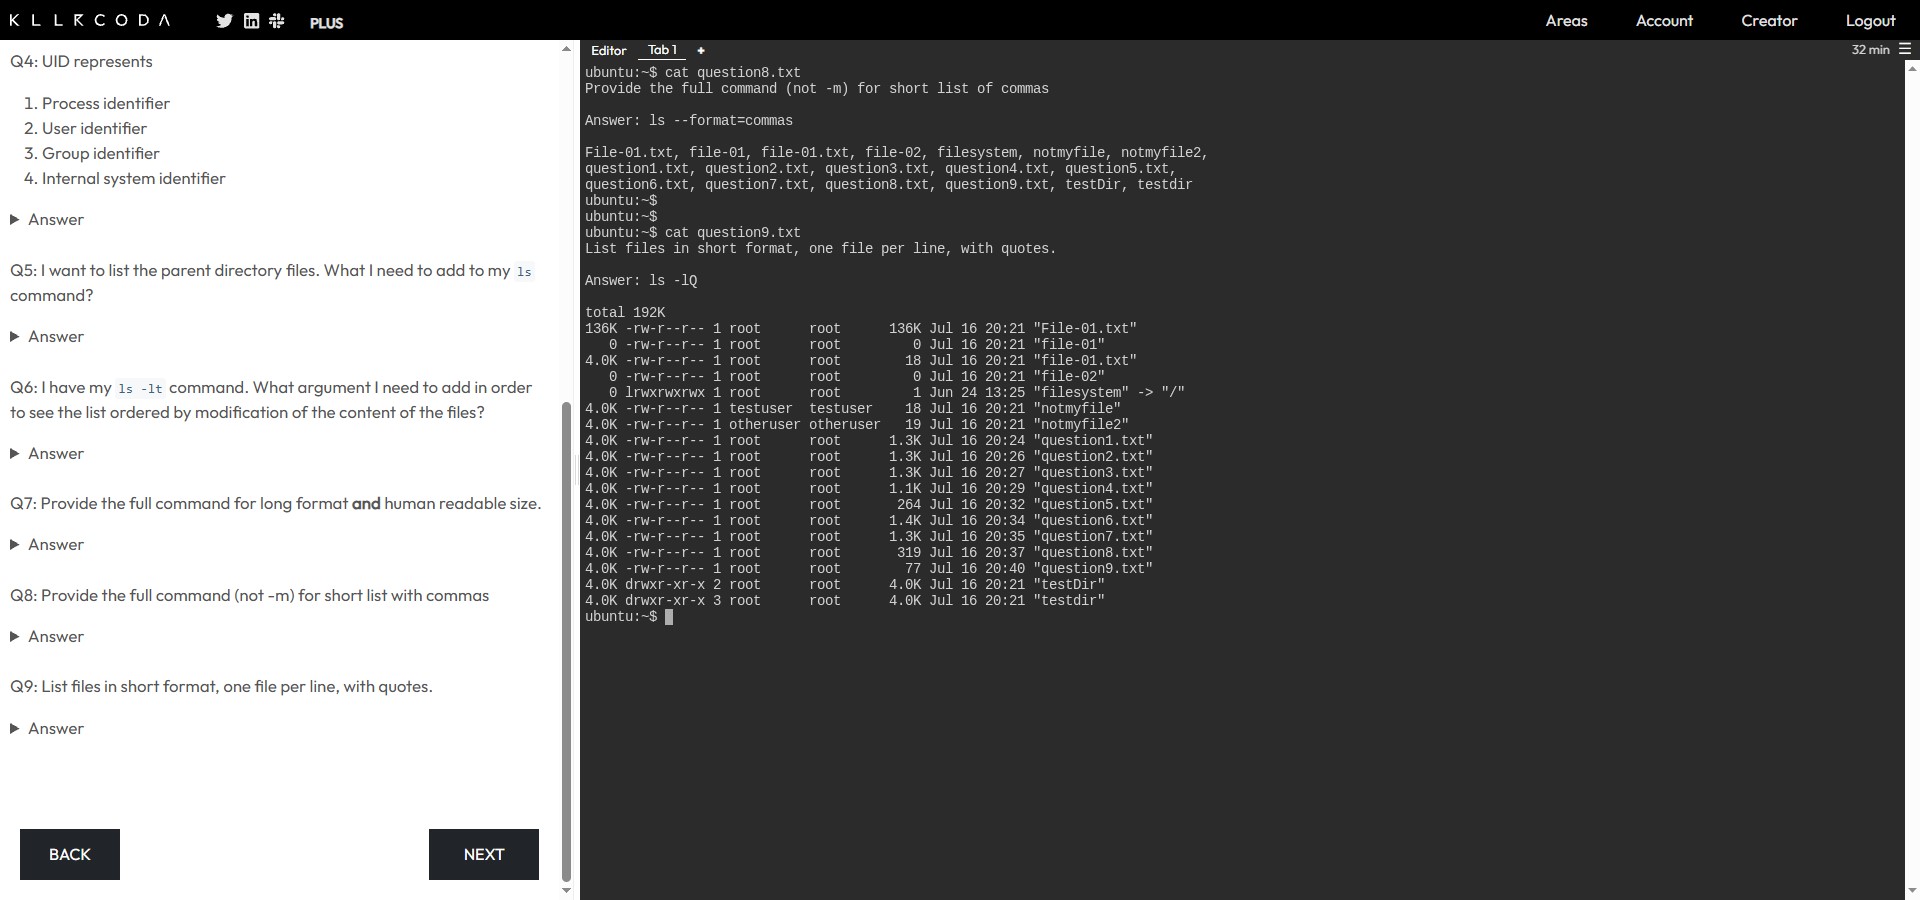 KLLRCODA PLUS Areas Account Creator Logout
Q4: UID represents
1. Process identifier
2. User identifier
3. Group identifier
4. Internal system identifier
Answer
Q5: I want to list the parent directory files. What I need to add to my ls
command?
Answer
Q6: I have my ls -lt command. What argument I need to add in order
to see the list ordered by modification of the content of the files?
Answer
Q7: Provide the full command for long format and human readable size.
Answer
Q8: Provide the full command (not -m) for short list with commas
Answer
Q9: List files in short format, one file per line, with quotes.
Answer
BACK NEXT
Editor Tab 1 + 32 min
ubuntu:~$ cat question8.txt
Provide the full command (not -m) for short list of commas
Answer: ls --format=commas
File-01.txt, file-01, file-01.txt, file-02, filesystem, notmyfile, notmyfile2,
question1.txt, question2.txt, question3.txt, question4.txt, question5.txt,
question6.txt, question7.txt, question8.txt, question9.txt, testDir, testdir
ubuntu:~$
ubuntu:~$
ubuntu:~$ cat question9.txt
List files in short format, one file per line, with quotes.
Answer: ls -lQ
total 192K
136K -rw-r--r-- 1 root      root      136K Jul 16 20:21 "File-01.txt"
   0 -rw-r--r-- 1 root      root         0 Jul 16 20:21 "file-01"
4.0K -rw-r--r-- 1 root      root        18 Jul 16 20:21 "file-01.txt"
   0 -rw-r--r-- 1 root      root         0 Jul 16 20:21 "file-02"
   0 lrwxrwxrwx 1 root      root         1 Jun 24 13:25 "filesystem" -> "/"
4.0K -rw-r--r-- 1 testuser  testuser    18 Jul 16 20:21 "notmyfile"
4.0K -rw-r--r-- 1 otheruser otheruser   19 Jul 16 20:21 "notmyfile2"
4.0K -rw-r--r-- 1 root      root      1.3K Jul 16 20:24 "question1.txt"
4.0K -rw-r--r-- 1 root      root      1.3K Jul 16 20:26 "question2.txt"
4.0K -rw-r--r-- 1 root      root      1.3K Jul 16 20:27 "question3.txt"
4.0K -rw-r--r-- 1 root      root      1.1K Jul 16 20:29 "question4.txt"
4.0K -rw-r--r-- 1 root      root       264 Jul 16 20:32 "question5.txt"
4.0K -rw-r--r-- 1 root      root      1.4K Jul 16 20:34 "question6.txt"
4.0K -rw-r--r-- 1 root      root      1.3K Jul 16 20:35 "question7.txt"
4.0K -rw-r--r-- 1 root      root       319 Jul 16 20:37 "question8.txt"
4.0K -rw-r--r-- 1 root      root        77 Jul 16 20:40 "question9.txt"
4.0K drwxr-xr-x 2 root      root      4.0K Jul 16 20:21 "testDir"
4.0K drwxr-xr-x 3 root      root      4.0K Jul 16 20:21 "testdir"
ubuntu:~$